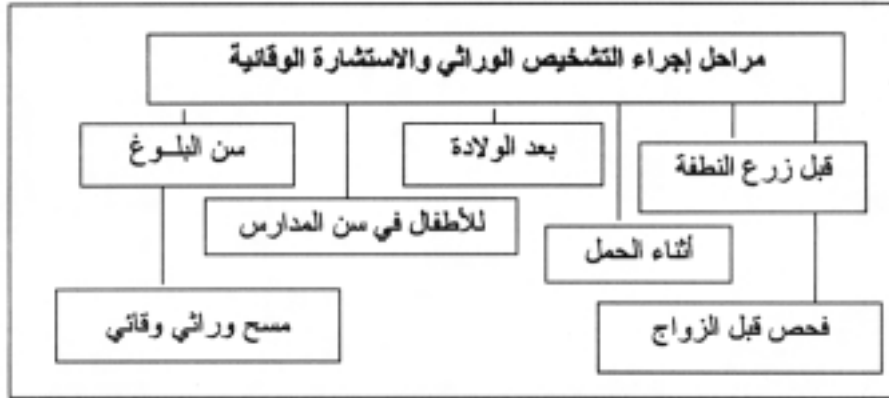 مراحل إجراء التشخيص الوراثي والاستشارة الوقائية
قبل زرع النطفة
بعد الولادة
سن البلــوغ
أثناء الحمل
للأطفال في سن المدارس
فحص قبل الزواج
مسح وراثي وقائي